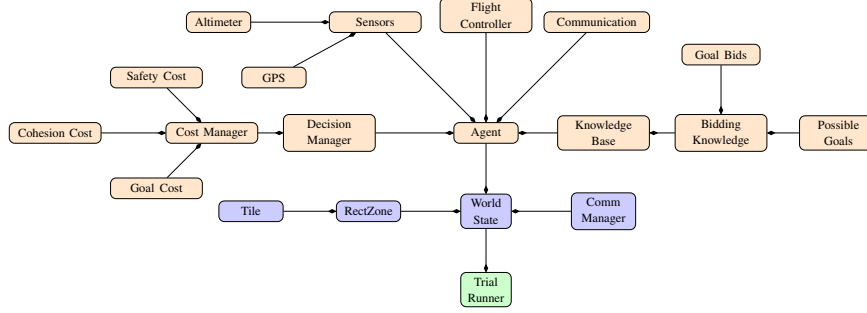 Altimeter
Sensors
Flight
Controller
Communication
GPS
Goal Bids
Safety Cost
Cohesion Cost
Cost Manager
Decision
Manager
Agent
Knowledge
Base
Bidding
Knowledge
Possible
Goals
Goal Cost
Tile
RectZone
World
State
Comm
Manager
Trial
Runner